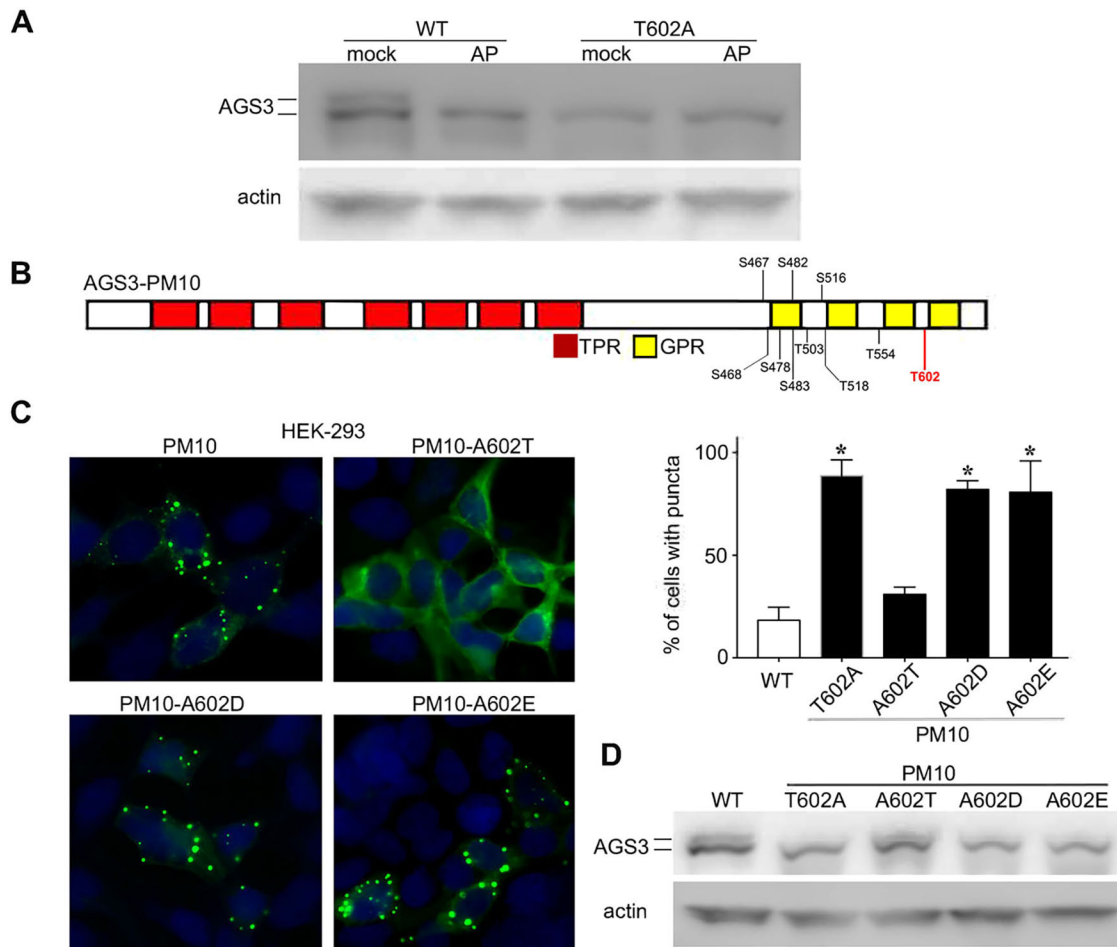 A
WT T602A
mock AP mock AP
AGS3
actin
B
AGS3-PM10
S467 S482 S516
TPR GPR
S468 S478 S483 T503 T518 T554 T602
C
HEK-293
PM10 PM10-A602T
PM10-A602D PM10-A602E
% of cells with puncta
100
50
0
*
*
*
WT T602A A602T A602D A602E
PM10
D
PM10
WT T602A A602T A602D A602E
AGS3
actin